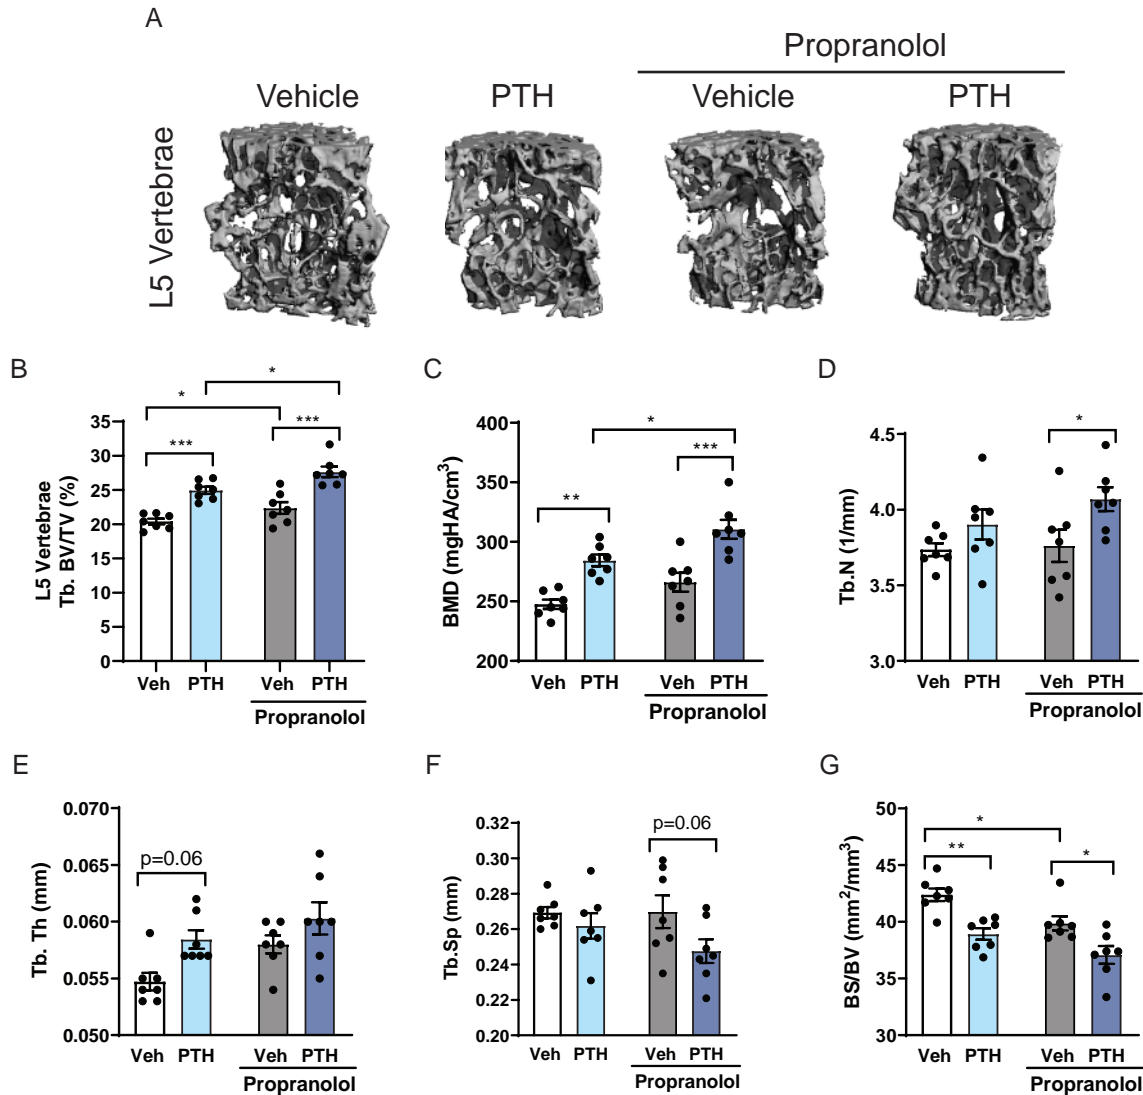 A
Propranolol
Vehicle PTH Vehicle PTH
L5 Vertebrae
B
* *
*** ***
L5 Vertebrae
Tb. BV/TV (%)
35
30
25
20
15
10
5
0
Veh PTH Veh PTH
Propranolol
C
*
** ***
BMD (mgHA/cm³)
400
350
300
250
200
Veh PTH Veh PTH
Propranolol
D
*
Tb.N (1/mm)
4.5
4.0
3.5
3.0
Veh PTH Veh PTH
Propranolol
E
p=0.06
Tb. Th (mm)
0.070
0.065
0.060
0.055
0.050
Veh PTH Veh PTH
Propranolol
F
p=0.06
Tb.Sp (mm)
0.32
0.30
0.28
0.26
0.24
0.22
0.20
Veh PTH Veh PTH
Propranolol
G
*
** *
BS/BV (mm²/mm³)
50
45
40
35
30
Veh PTH Veh PTH
Propranolol